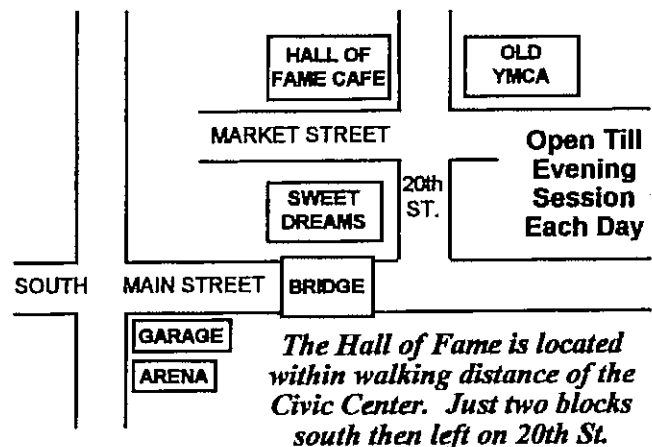 HALL OF
FAME CAFE
OLD
YMCA
MARKET STREET
Open Till
Evening
Session
Each Day
20th
ST.
SWEET
DREAMS
SOUTH MAIN STREET
BRIDGE
GARAGE
ARENA
The Hall of Fame is located
within walking distance of the
Civic Center. Just two blocks
south then left on 20th St.